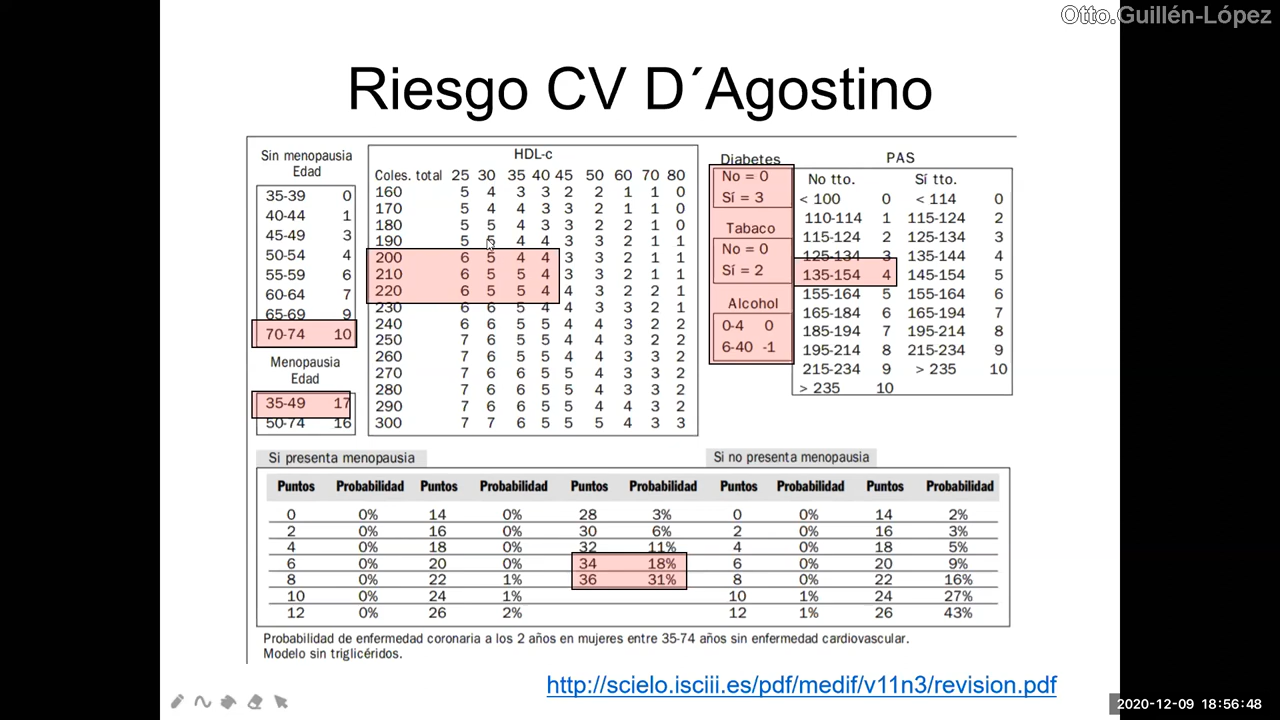 Otto.Guillén-López
Riesgo CV D´Agostino
Sin menopausia
Edad
35-39 0
40-44 1
45-49 3
50-54 4
55-59 6
60-64 7
65-69 9
70-74 10
Menopausia
Edad
35-49 17
50-74 16
HDL-c
Coles. total 25 30 35 40 45 50 60 70 80
160 5 4 3 3 2 2 1 1 0
170 5 4 4 3 3 2 1 1 0
180 5 5 4 3 3 2 2 1 0
190 5 5 4 4 3 3 2 1 1
200 6 5 4 4 3 3 2 1 1
210 6 5 5 4 3 3 2 1 1
220 6 5 5 4 4 3 2 2 1
230 6 6 5 4 4 3 3 2 1
240 6 6 5 5 4 4 3 2 2
250 7 6 5 5 4 4 3 2 2
260 7 6 5 5 4 4 3 3 2
270 7 6 6 5 5 4 3 3 2
280 7 6 6 5 5 4 3 3 2
290 7 6 6 5 5 4 4 3 2
300 7 7 6 5 5 5 4 3 3
Diabetes
No = 0
Sí = 3
Tabaco
No = 0
Sí = 2
Alcohol
0-4 0
6-40 -1
PAS
No tto. Sí tto.
< 100 0 < 114 0
110-114 1 115-124 2
115-124 2 125-134 3
125-134 3 135-144 4
135-154 4 145-154 5
155-164 5 155-164 6
165-184 6 165-194 7
185-194 7 195-214 8
195-214 8 215-234 9
215-234 9 > 235 10
> 235 10
Si presenta menopausia Si no presenta menopausia
Puntos Probabilidad Puntos Probabilidad Puntos Probabilidad Puntos Probabilidad Puntos Probabilidad
0 0% 14 0% 28 3% 0 0% 14 2%
2 0% 16 0% 30 6% 2 0% 16 3%
4 0% 18 0% 32 11% 4 0% 18 5%
6 0% 20 0% 34 18% 6 0% 20 9%
8 0% 22 1% 36 31% 8 0% 22 16%
10 0% 24 1% 10 1% 24 27%
12 0% 26 2% 12 1% 26 43%
Probabilidad de enfermedad coronaria a los 2 años en mujeres entre 35-74 años sin enfermedad cardiovascular.
Modelo sin triglicéridos.
http://scielo.isciii.es/pdf/medif/v11n3/revision.pdf
2020-12-09 18:56:48